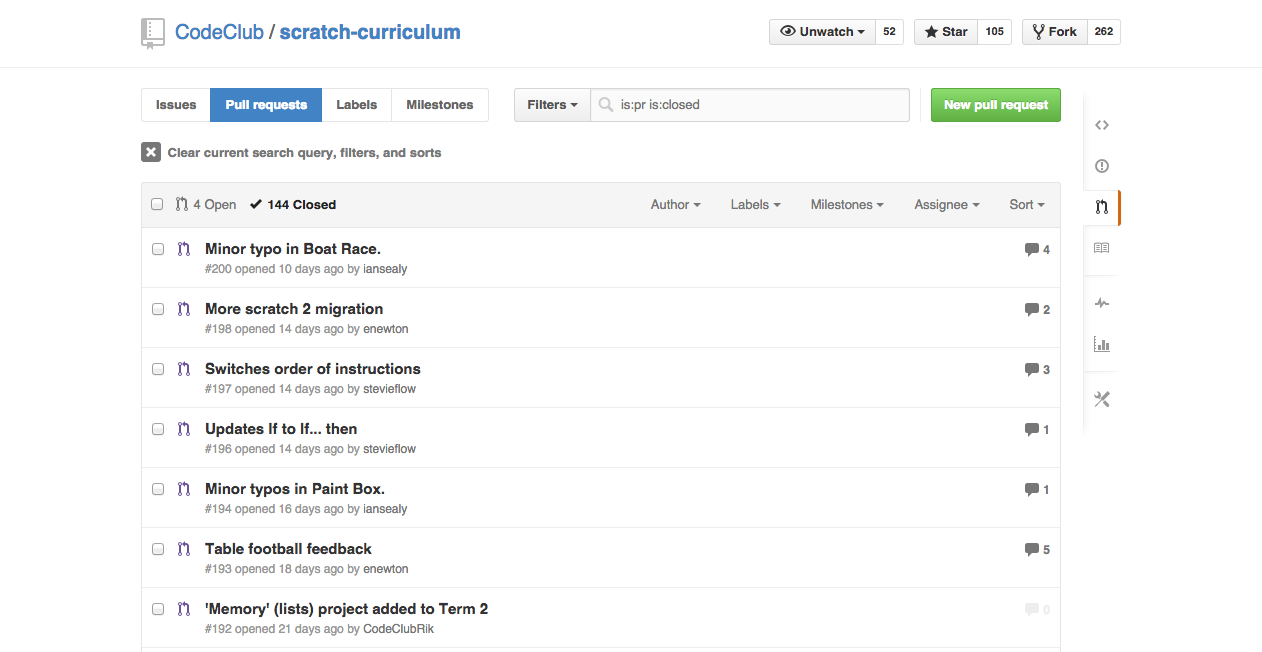 CodeClub / scratch-curriculum
Unwatch 52 Star 105 Fork 262
Issues Pull requests Labels Milestones Filters is:pr is:closed New pull request
Clear current search query, filters, and sorts
4 Open 144 Closed Author Labels Milestones Assignee Sort
Minor typo in Boat Race. 4
#200 opened 10 days ago by iansealy
More scratch 2 migration 2
#198 opened 14 days ago by enewton
Switches order of instructions 3
#197 opened 14 days ago by stevieflow
Updates If to If... then 1
#196 opened 14 days ago by stevieflow
Minor typos in Paint Box. 1
#194 opened 16 days ago by iansealy
Table football feedback 5
#193 opened 18 days ago by enewton
'Memory' (lists) project added to Term 2 0
#192 opened 21 days ago by CodeClubRik